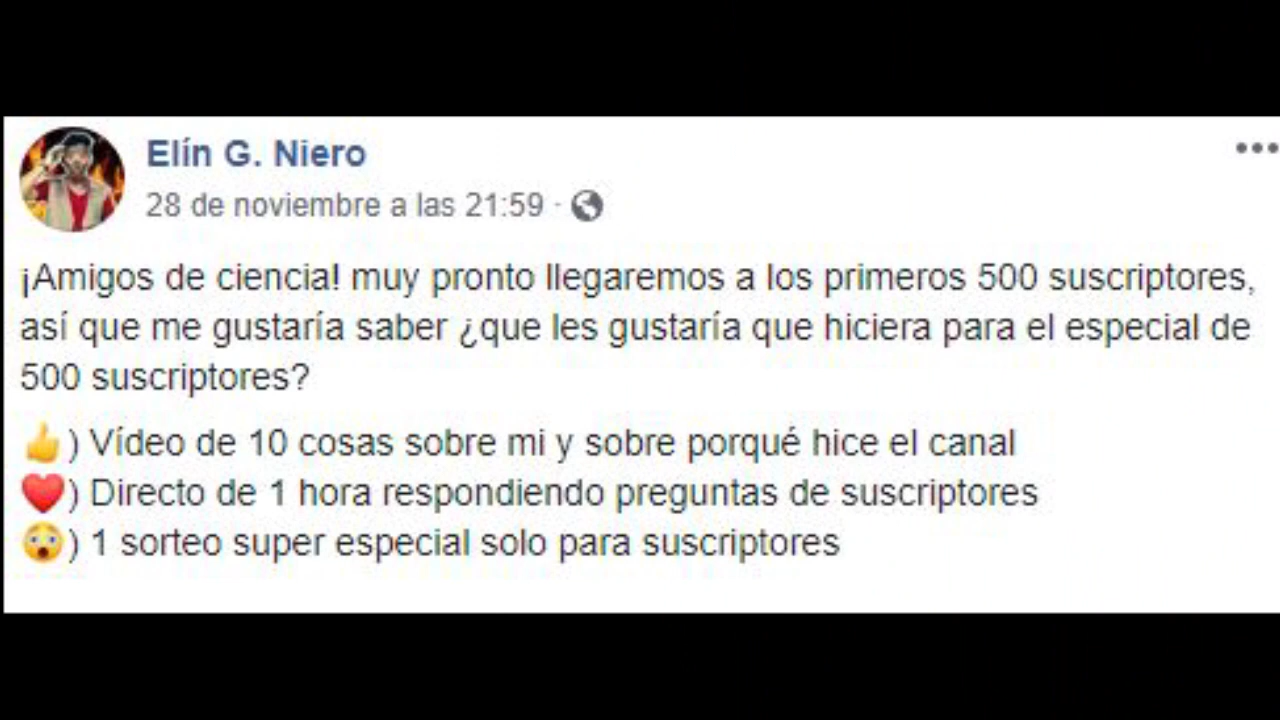 Elín G. Niero
28 de noviembre a las 21:59 ·
¡Amigos de ciencia! muy pronto llegaremos a los primeros 500 suscriptores,
así que me gustaría saber ¿que les gustaría que hiciera para el especial de
500 suscriptores?
👍) Vídeo de 10 cosas sobre mi y sobre porqué hice el canal
❤️) Directo de 1 hora respondiendo preguntas de suscriptores
😲) 1 sorteo super especial solo para suscriptores